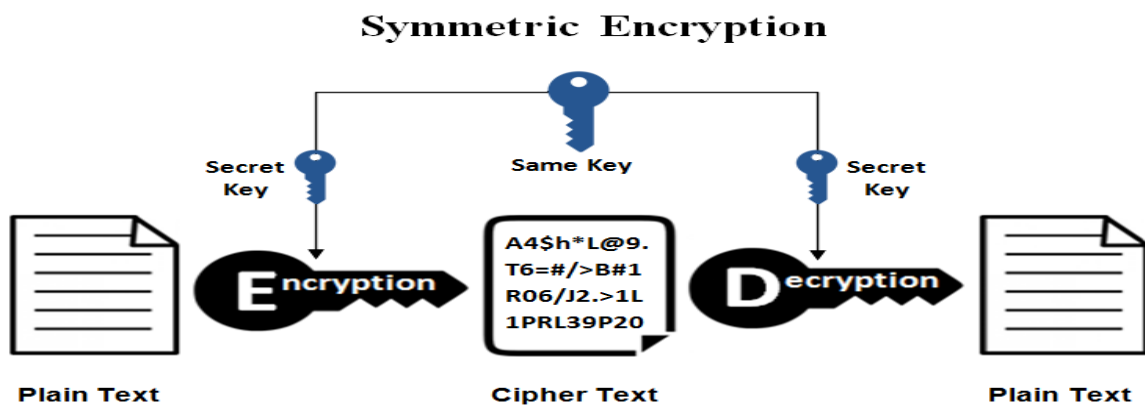 Symmetric Encryption
Secret
Key
Same Key
Secret
Key
Encryption
A4$h*L@9.
T6=#/>B#1
R06/J2.>1L
1PRL39P20
Decryption
Plain Text
Cipher Text
Plain Text